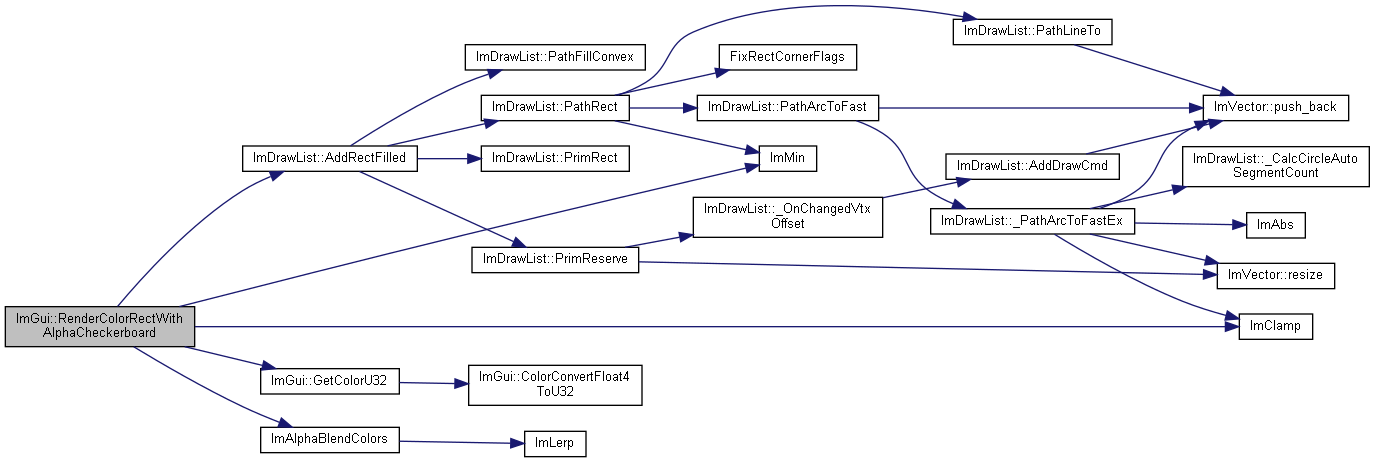 ImDrawList::PathLineTo
ImDrawList::PathFillConvex
FixRectCornerFlags
ImDrawList::PathRect
ImDrawList::PathArcToFast
ImVector::push_back
ImDrawList::AddRectFilled
ImDrawList::PrimRect
ImMin
ImDrawList::AddDrawCmd
ImDrawList::_CalcCircleAuto
SegmentCount
ImDrawList::_OnChangedVtx
Offset
ImDrawList::_PathArcToFastEx
ImAbs
ImDrawList::PrimReserve
ImVector::resize
ImGui::RenderColorRectWith
AlphaCheckerboard
ImClamp
ImGui::GetColorU32
ImGui::ColorConvertFloat4
ToU32
ImAlphaBlendColors
ImLerp